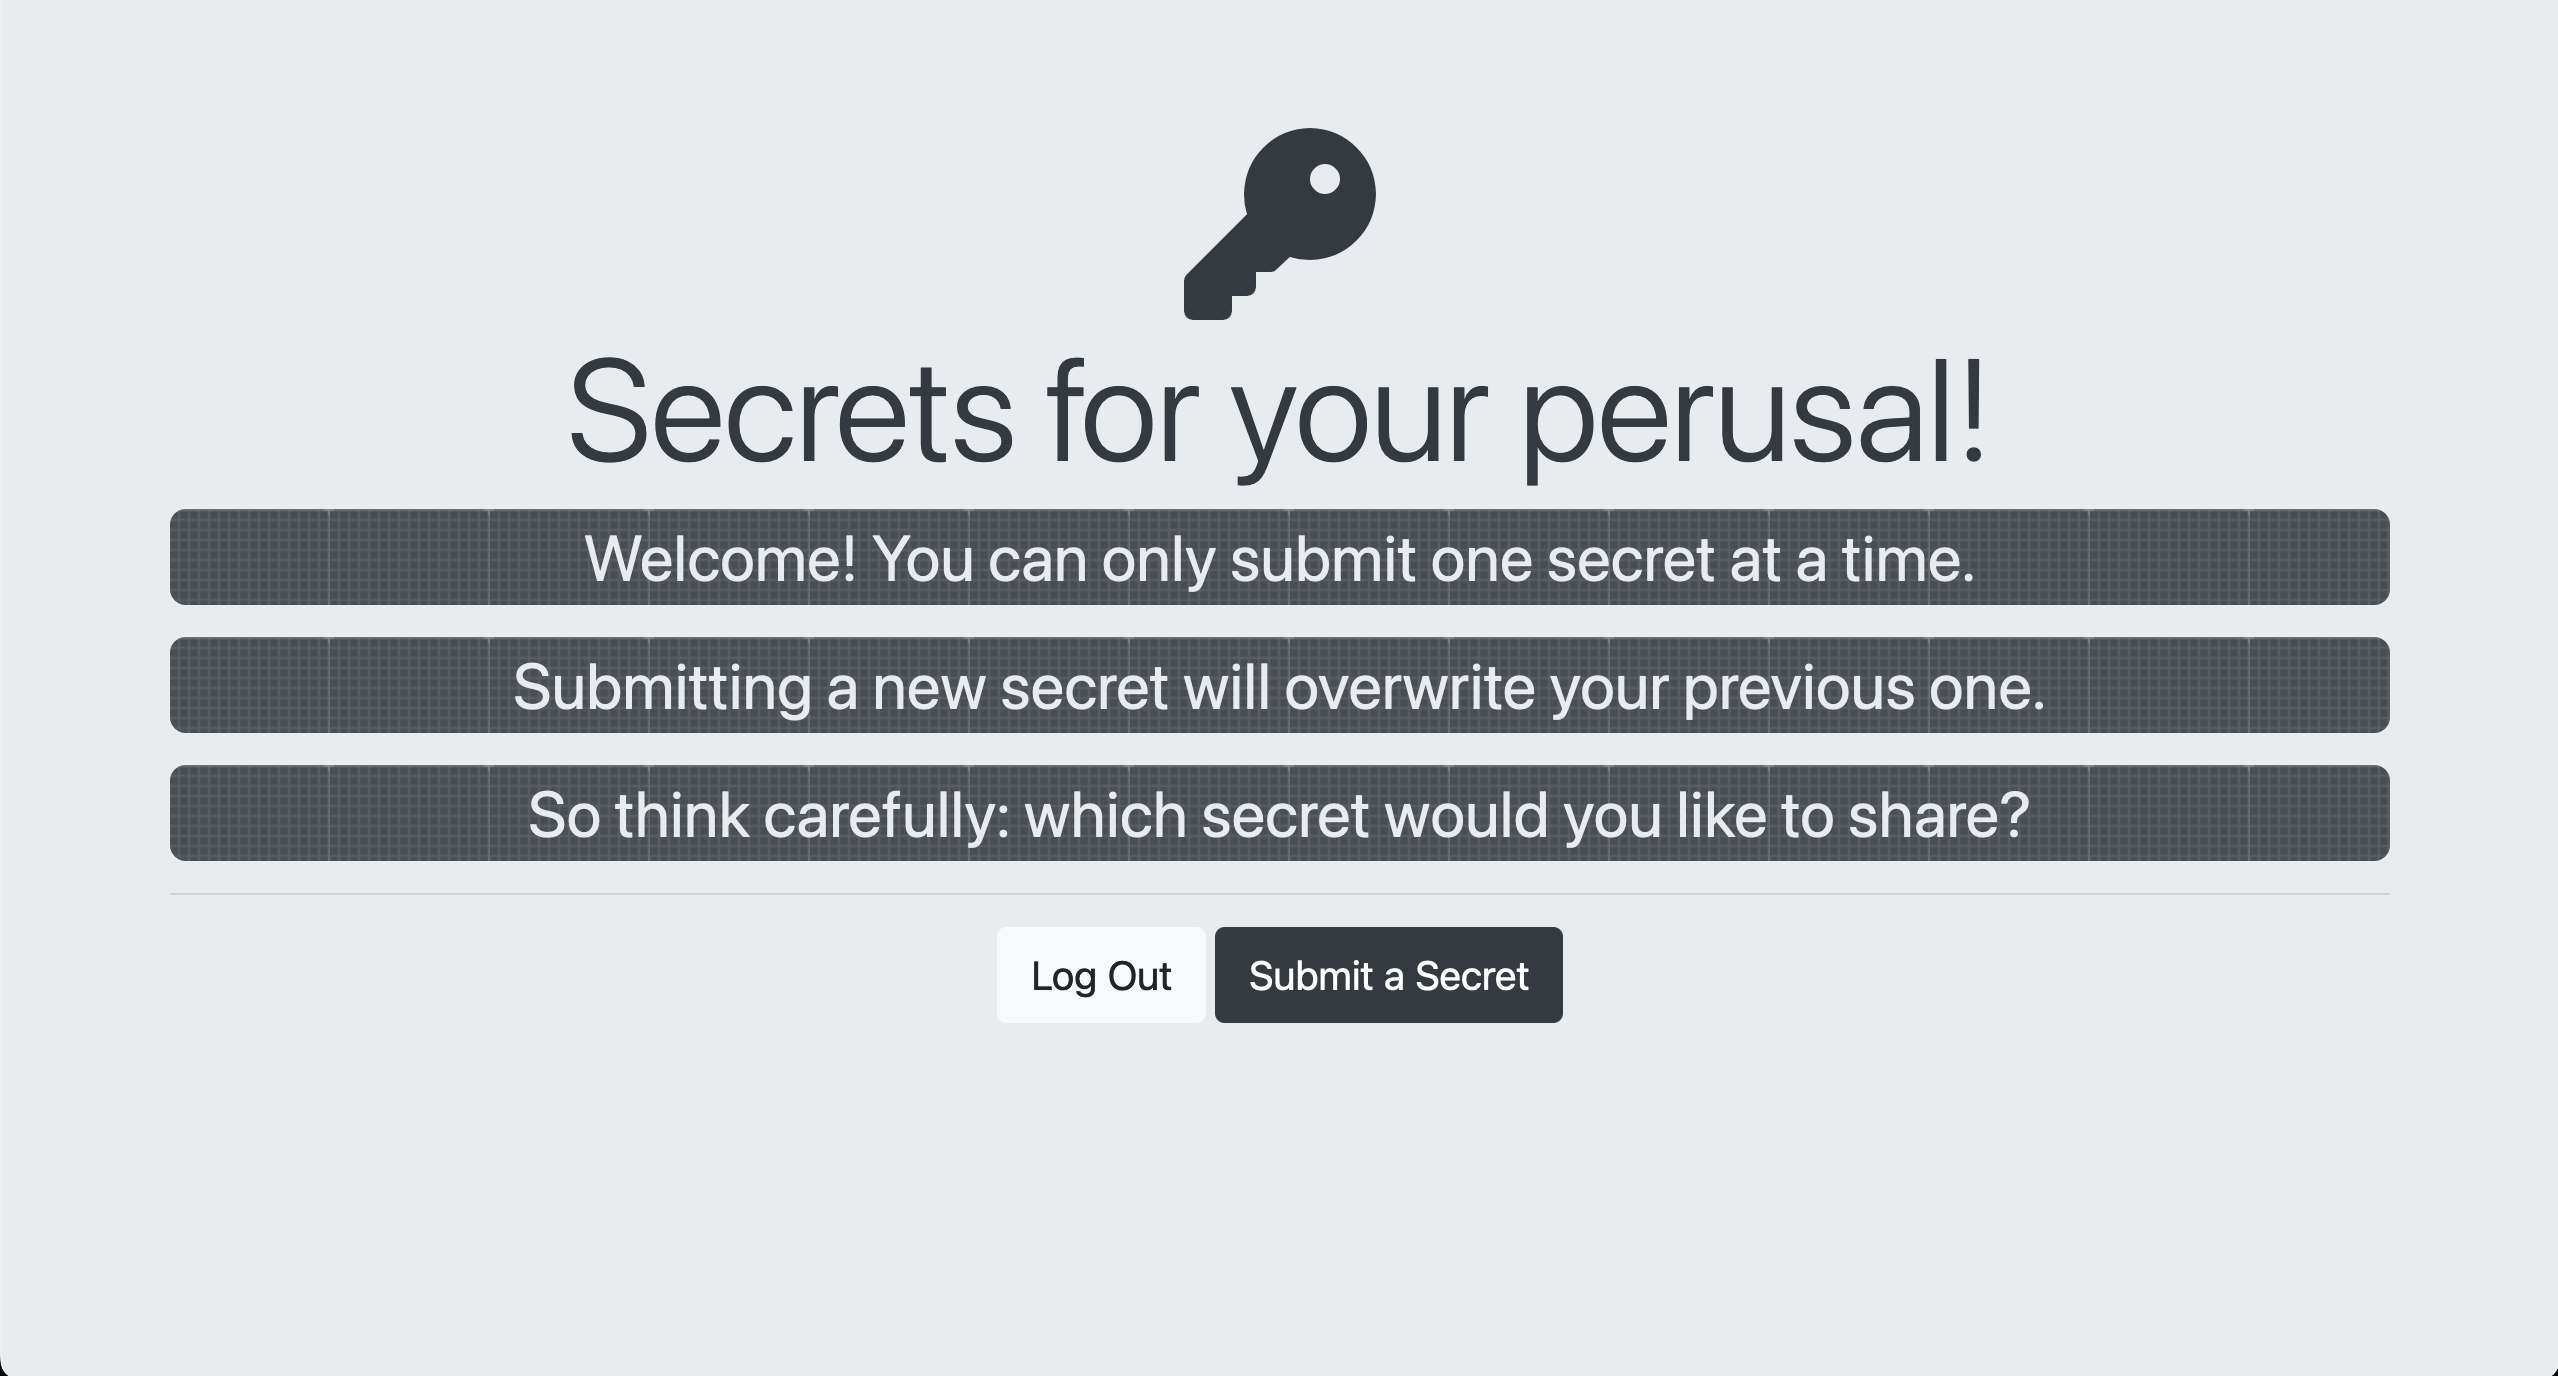 Secrets for your perusal!
Welcome! You can only submit one secret at a time.
Submitting a new secret will overwrite your previous one.
So think carefully: which secret would you like to share?
Log Out
Submit a Secret